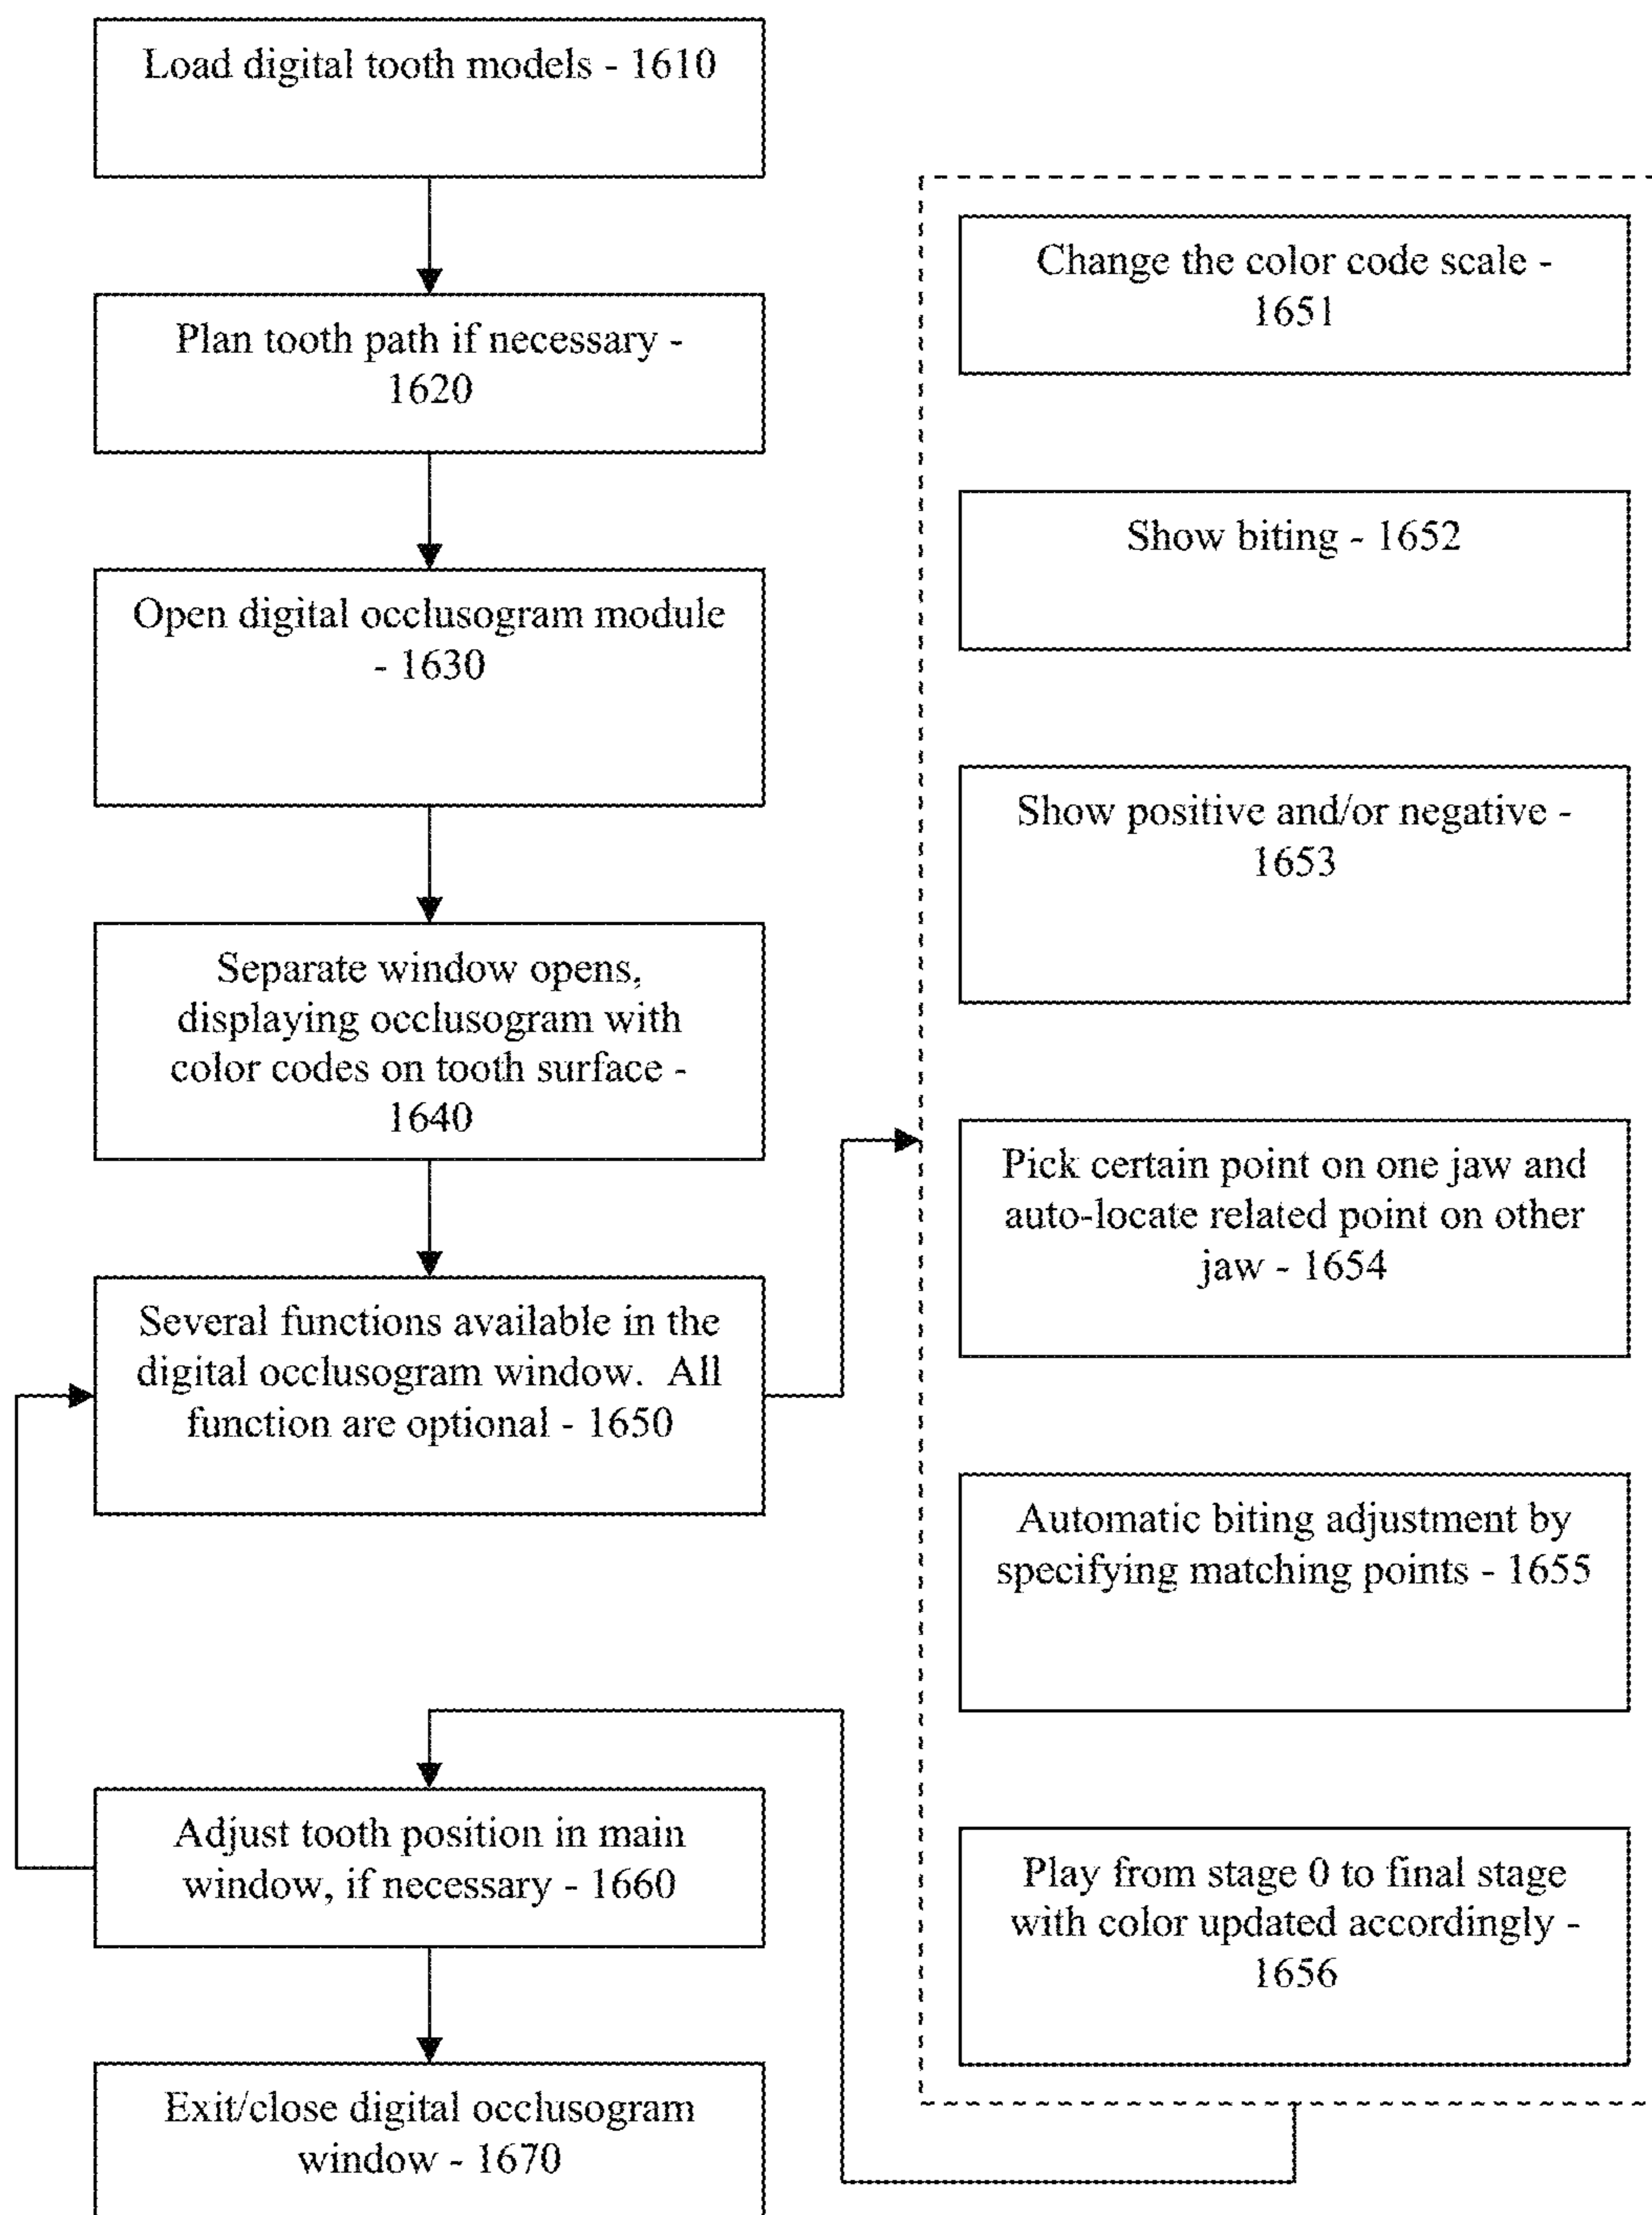 Load digital tooth models - 1610
Plan tooth path if necessary -
1620
Open digital occlusogram module
- 1630
Separate window opens,
displaying occlusogram with
color codes on tooth surface -
1640
Several functions available in the
digital occlusogram window.  All
function are optional - 1650
Adjust tooth position in main
window, if necessary - 1660
Exit/close digital occlusogram
window - 1670
Change the color code scale -
1651
Show biting - 1652
Show positive and/or negative -
1653
Pick certain point on one jaw and
auto-locate related point on other
jaw - 1654
Automatic biting adjustment by
specifying matching points - 1655
Play from stage 0 to final stage
with color updated accordingly -
1656